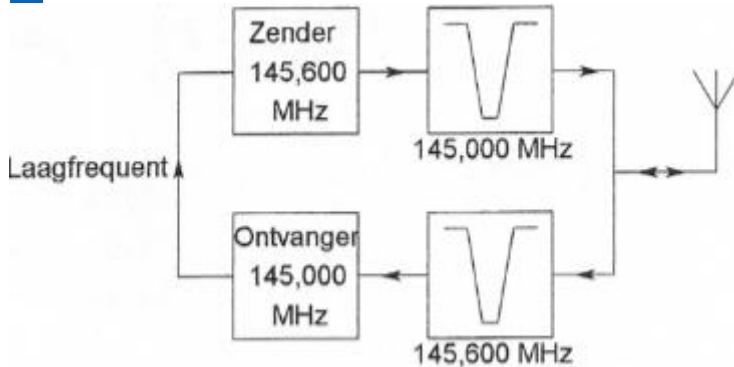 Zender
145,600
MHz
145,000 MHz
Laagfrequent
Ontvanger
145,000
MHz
145,600 MHz